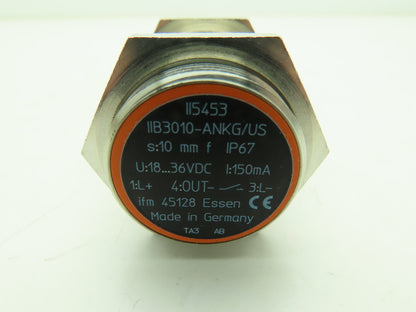 II5453
IIB3010-ANKG/US
s:10 mm f IP67
U:18...36VDC I:150mA
1:L+ 4:OUT- 3:L-
ifm 45128 Essen CE
Made in Germany
TA3 AB